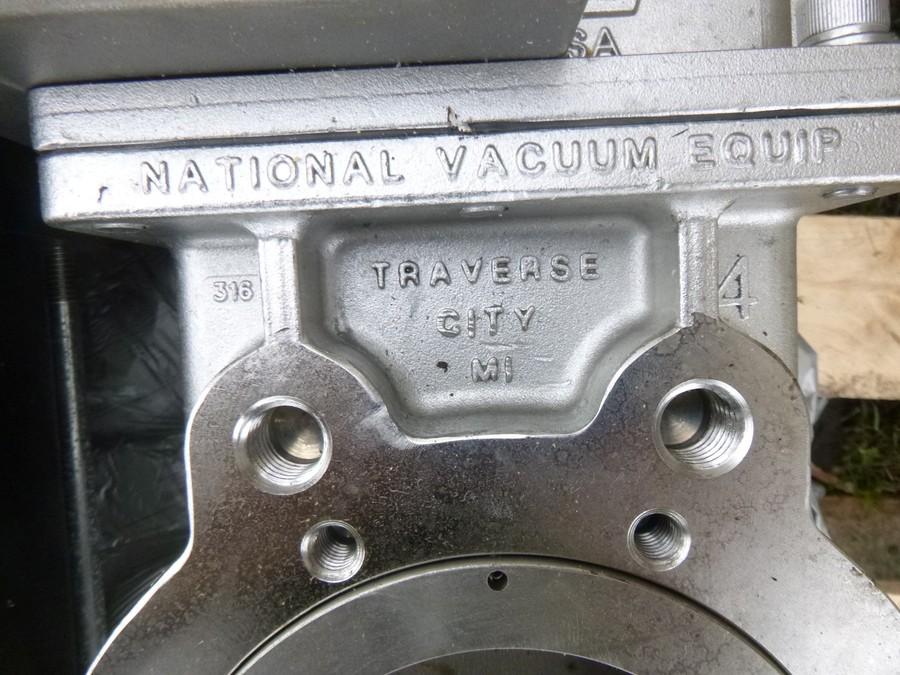 SA
NATIONAL VACUUM EQUIP
TRAVERSE
316
4
CITY
MI